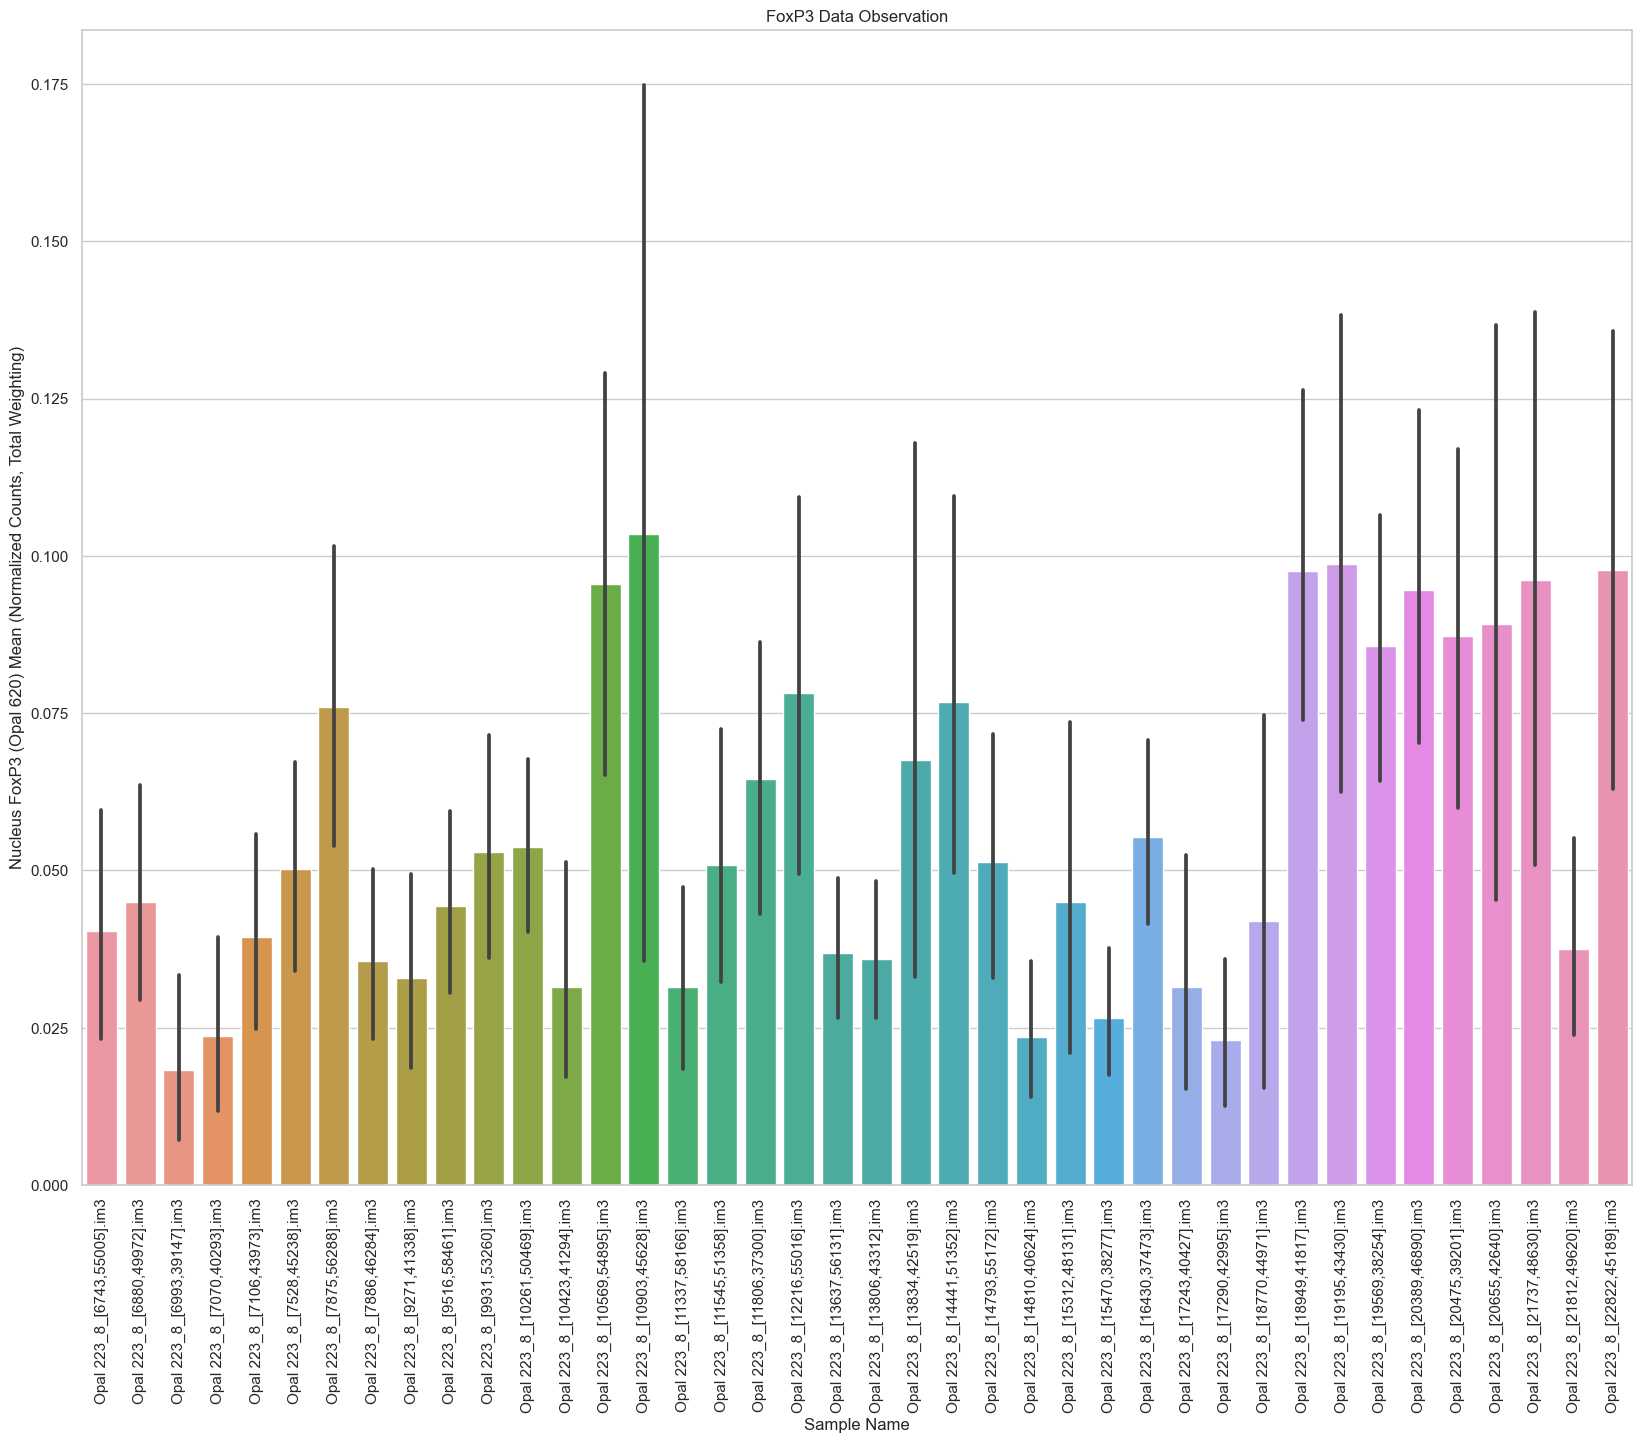 FoxP3 Data Observation
Nucleus FoxP3 (Opal 620) Mean (Normalized Counts, Total Weighting)
0.175
0.150
0.125
0.100
0.075
0.050
0.025
0.000
Opal 223_8_[6743,55005].im3
Opal 223_8_[6880,49972].im3
Opal 223_8_[6993,39147].im3
Opal 223_8_[7070,40293].im3
Opal 223_8_[7106,43973].im3
Opal 223_8_[7528,45238].im3
Opal 223_8_[7875,56288].im3
Opal 223_8_[7886,46284].im3
Opal 223_8_[9271,41338].im3
Opal 223_8_[9516,58461].im3
Opal 223_8_[9931,53260].im3
Opal 223_8_[10261,50469].im3
Opal 223_8_[10423,41294].im3
Opal 223_8_[10569,54895].im3
Opal 223_8_[10903,45628].im3
Opal 223_8_[11337,58166].im3
Opal 223_8_[11545,51358].im3
Opal 223_8_[11806,37300].im3
Opal 223_8_[12216,55016].im3
Opal 223_8_[13637,56131].im3
Opal 223_8_[13806,43312].im3
Opal 223_8_[13834,42519].im3
Opal 223_8_[14441,51352].im3
Opal 223_8_[14793,55172].im3
Opal 223_8_[14810,40624].im3
Opal 223_8_[15312,48131].im3
Opal 223_8_[15470,38277].im3
Opal 223_8_[16430,37473].im3
Opal 223_8_[17243,40427].im3
Opal 223_8_[17290,42995].im3
Opal 223_8_[18770,44971].im3
Opal 223_8_[18949,41817].im3
Opal 223_8_[19195,43430].im3
Opal 223_8_[19569,38254].im3
Opal 223_8_[20389,46890].im3
Opal 223_8_[20475,39201].im3
Opal 223_8_[20655,42640].im3
Opal 223_8_[21737,48630].im3
Opal 223_8_[21812,49620].im3
Opal 223_8_[22822,45189].im3
Sample Name